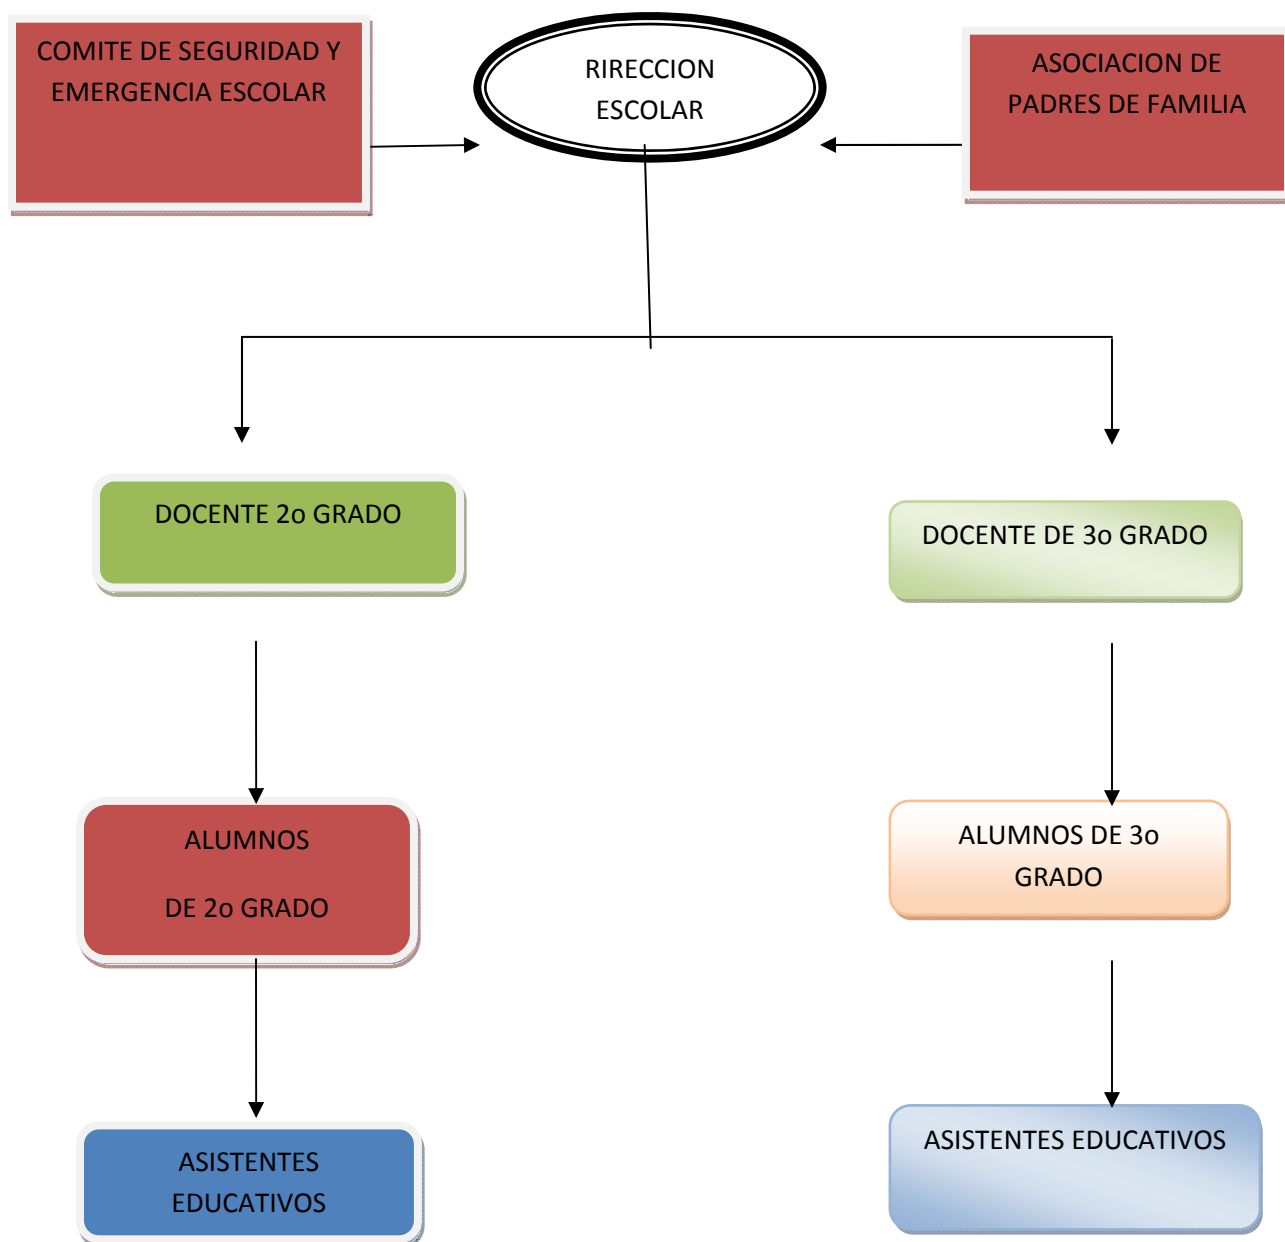 COMITE DE SEGURIDAD Y
EMERGENCIA ESCOLAR
RIRECCION
ESCOLAR
ASOCIACION DE
PADRES DE FAMILIA
DOCENTE 2o GRADO
DOCENTE DE 3o GRADO
ALUMNOS
DE 2o GRADO
ALUMNOS DE 3o
GRADO
ASISTENTES
EDUCATIVOS
ASISTENTES EDUCATIVOS